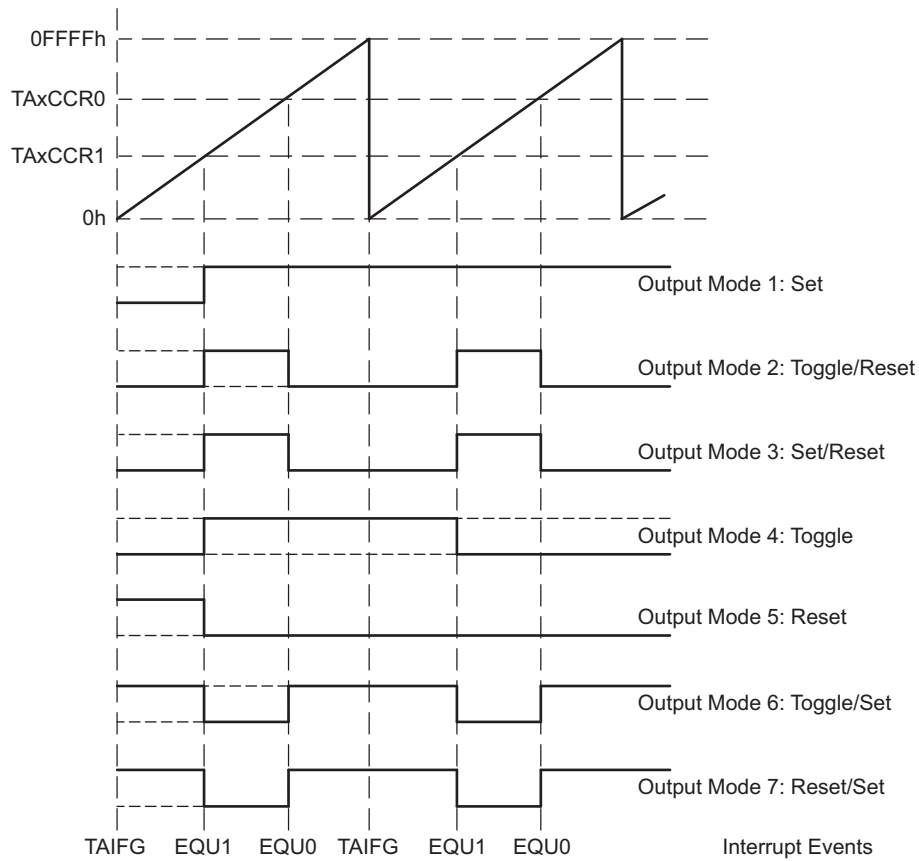 0FFFFh
TAxCCR0
TAxCCR1
0h
Output Mode 1: Set
Output Mode 2: Toggle/Reset
Output Mode 3: Set/Reset
Output Mode 4: Toggle
Output Mode 5: Reset
Output Mode 6: Toggle/Set
Output Mode 7: Reset/Set
TAIFG EQU1 EQU0 TAIFG EQU1 EQU0 Interrupt Events